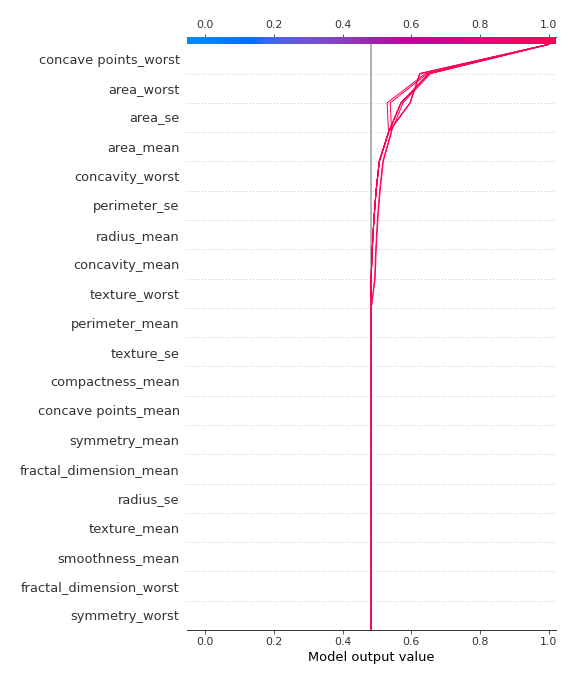 0.0 0.2 0.4 0.6 0.8 1.0
concave points_worst
area_worst
area_se
area_mean
concavity_worst
perimeter_se
radius_mean
concavity_mean
texture_worst
perimeter_mean
texture_se
compactness_mean
concave points_mean
symmetry_mean
fractal_dimension_mean
radius_se
texture_mean
smoothness_mean
fractal_dimension_worst
symmetry_worst
0.0 0.2 0.4 0.6 0.8 1.0
Model output value